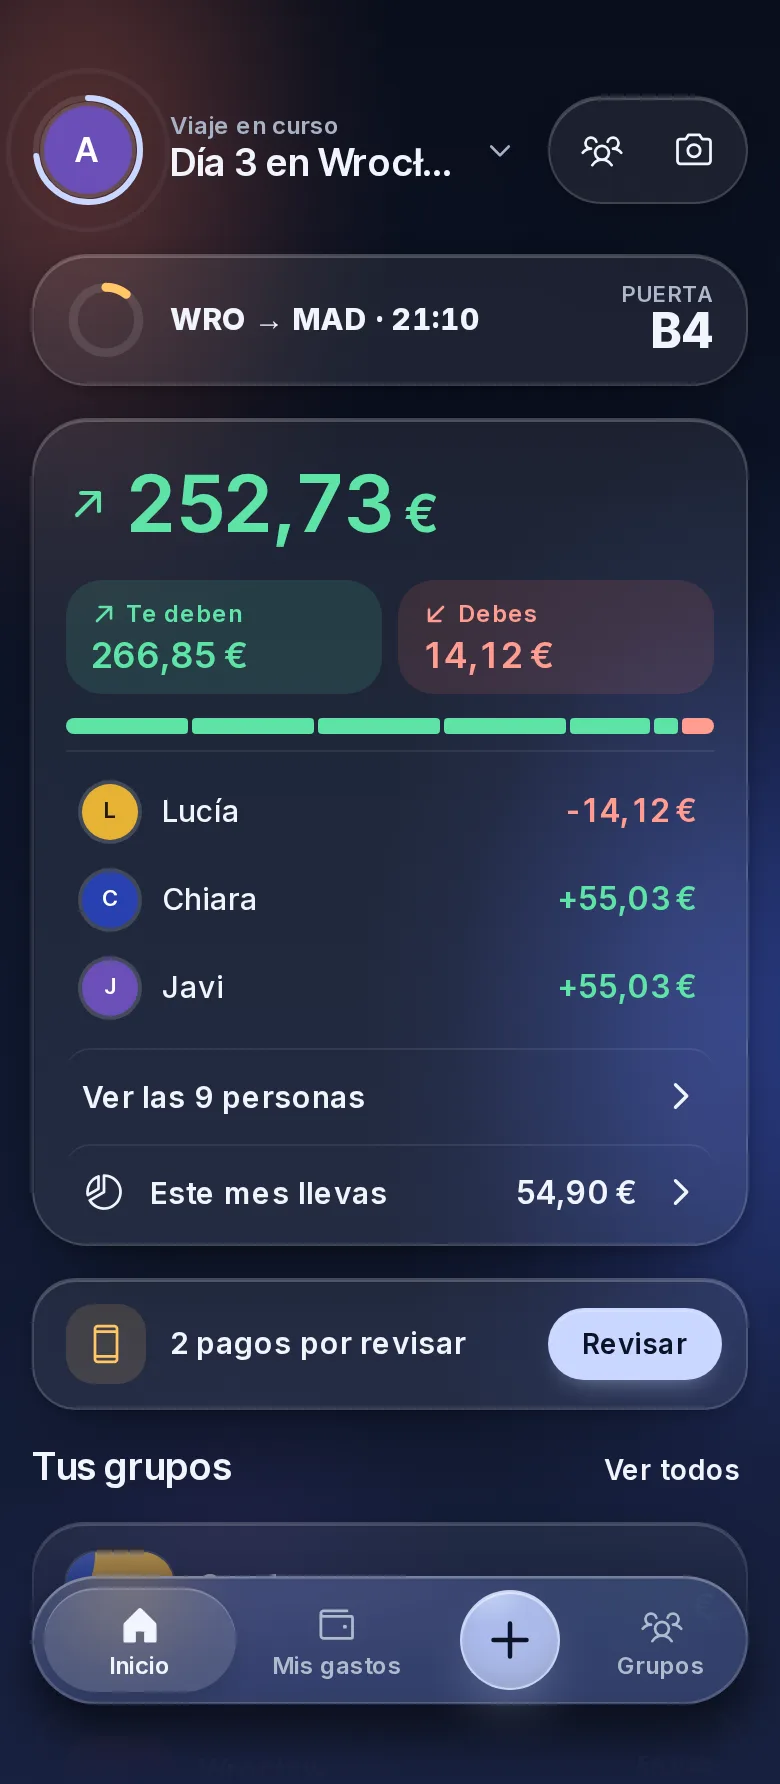 A
Viaje en curso
Día 3 en Wrocł...
WRO → MAD · 21:10
PUERTA
B4
↗ 252,73 €
↗ Te deben
266,85 €
↙ Debes
14,12 €
L Lucía -14,12 €
C Chiara +55,03 €
J Javi +55,03 €
Ver las 9 personas
Este mes llevas 54,90 €
2 pagos por revisar Revisar
Tus grupos Ver todos
Inicio Mis gastos + Grupos